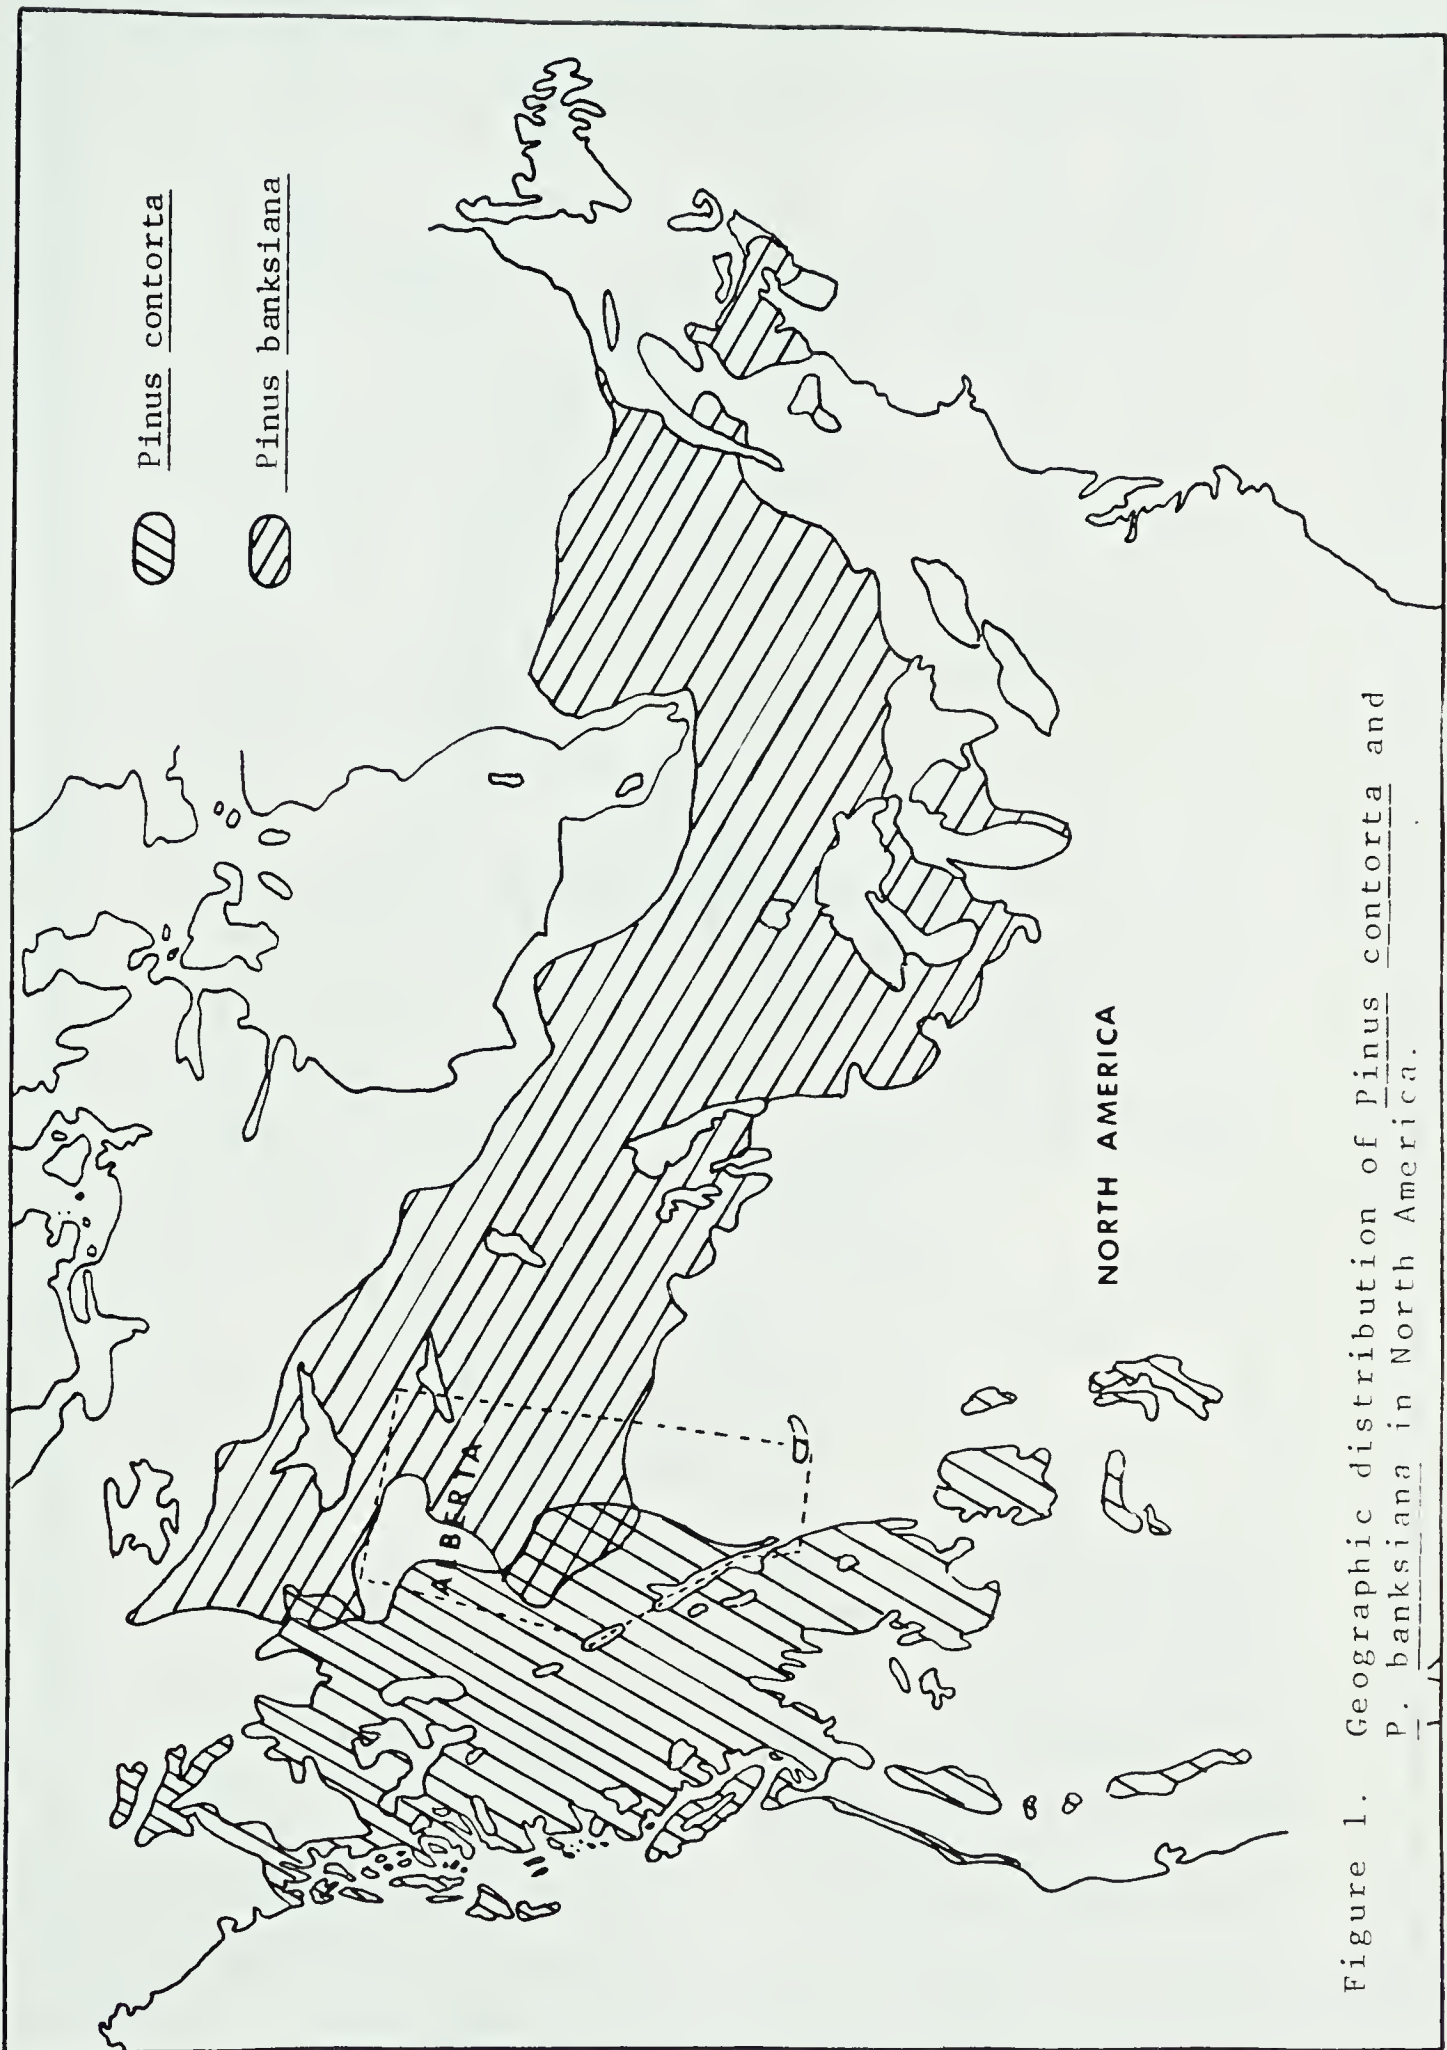 Pinus contorta
Pinus banksiana
ALBERTA
NORTH AMERICA
Figure 1. Geographic distribution of Pinus contorta and
P. banksiana in North America.